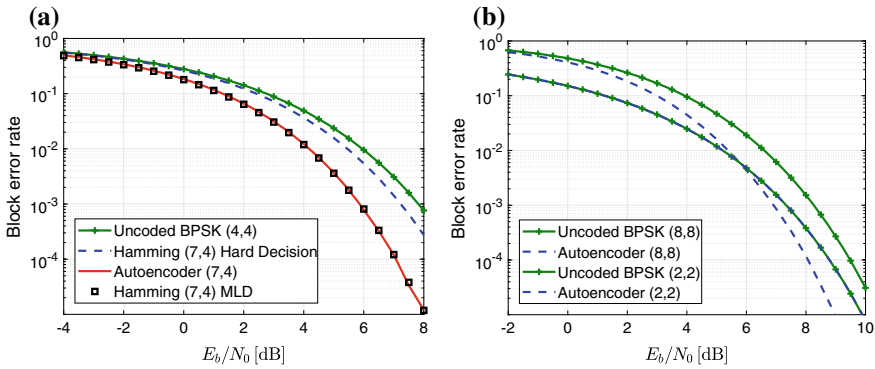 (a)
10^0
10^-1
10^-2
10^-3
10^-4
Block error rate
-4 -2 0 2 4 6 8
E_b/N_0 [dB]
Uncoded BPSK (4,4)
Hamming (7,4) Hard Decision
Autoencoder (7,4)
Hamming (7,4) MLD
(b)
10^0
10^-1
10^-2
10^-3
10^-4
Block error rate
-2 0 2 4 6 8 10
E_b/N_0 [dB]
Uncoded BPSK (8,8)
Autoencoder (8,8)
Uncoded BPSK (2,2)
Autoencoder (2,2)